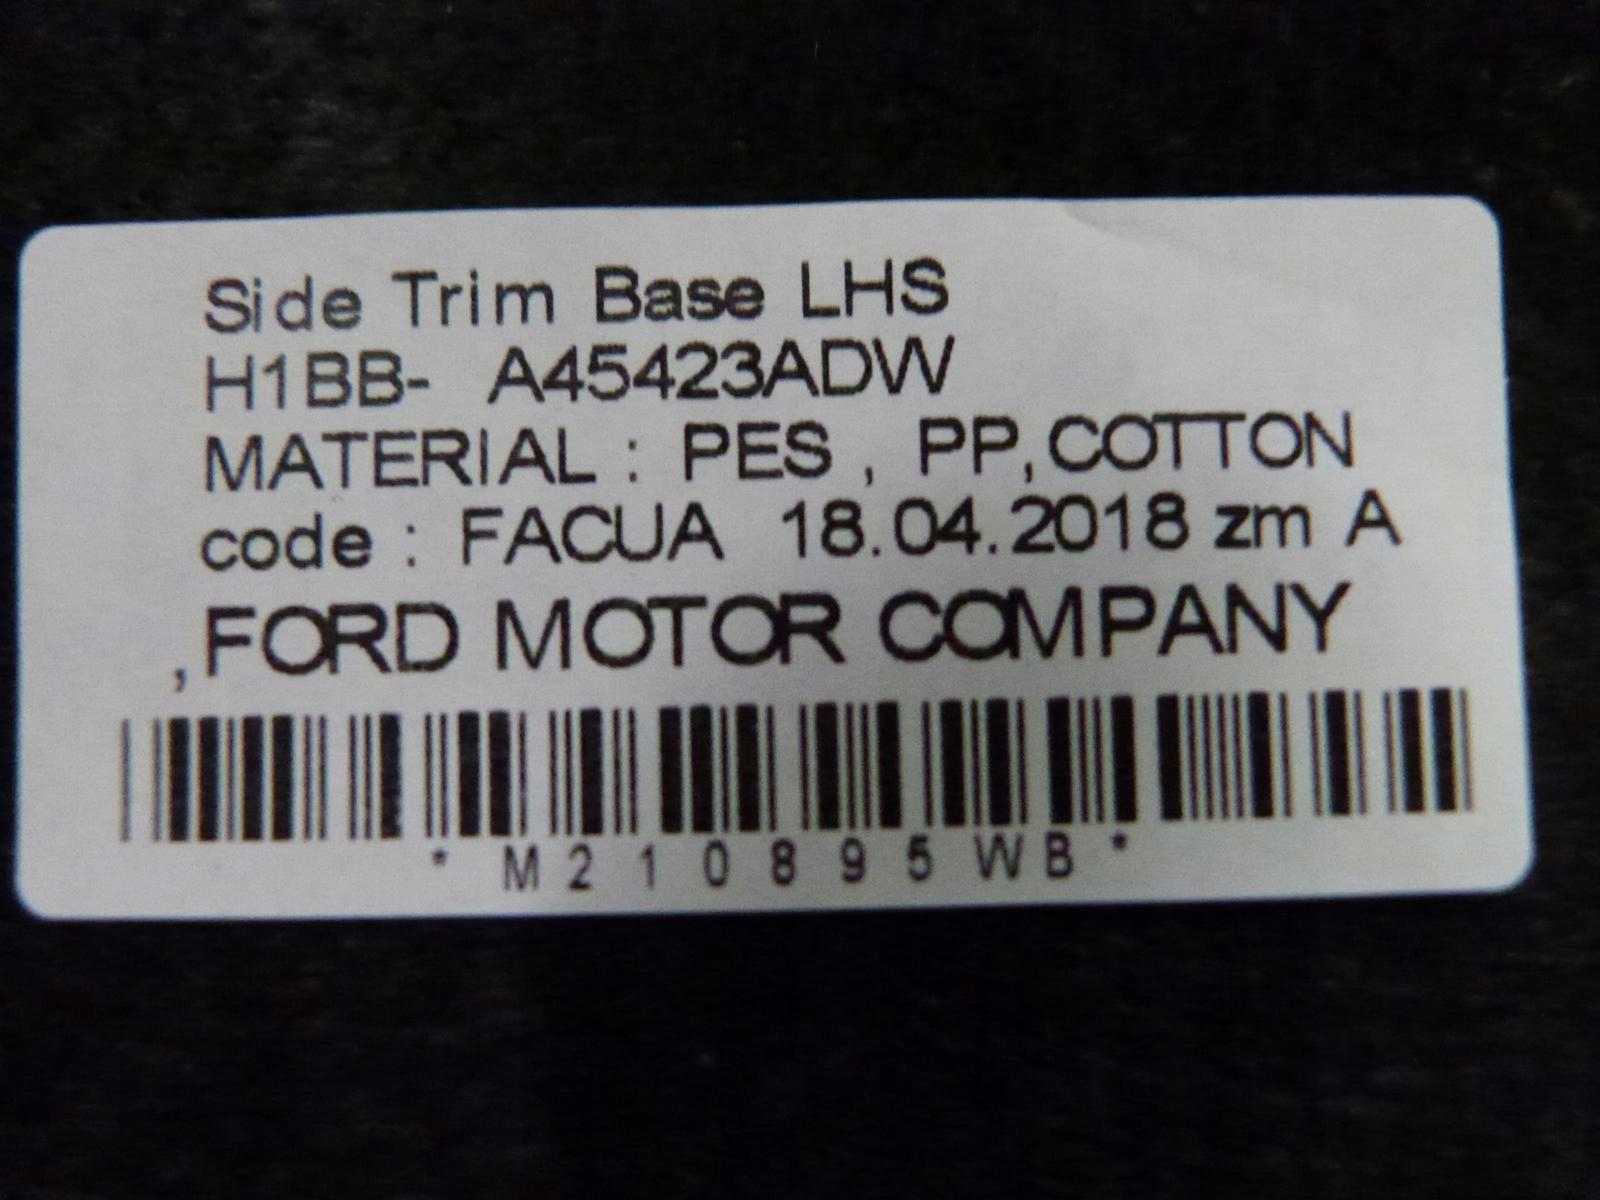 Side Trim Base LHS
H1BB- A45423ADW
MATERIAL : PES , PP,COTTON
code : FACUA 18.04.2018 zm A
,FORD MOTOR COMPANY
*M210895WB*